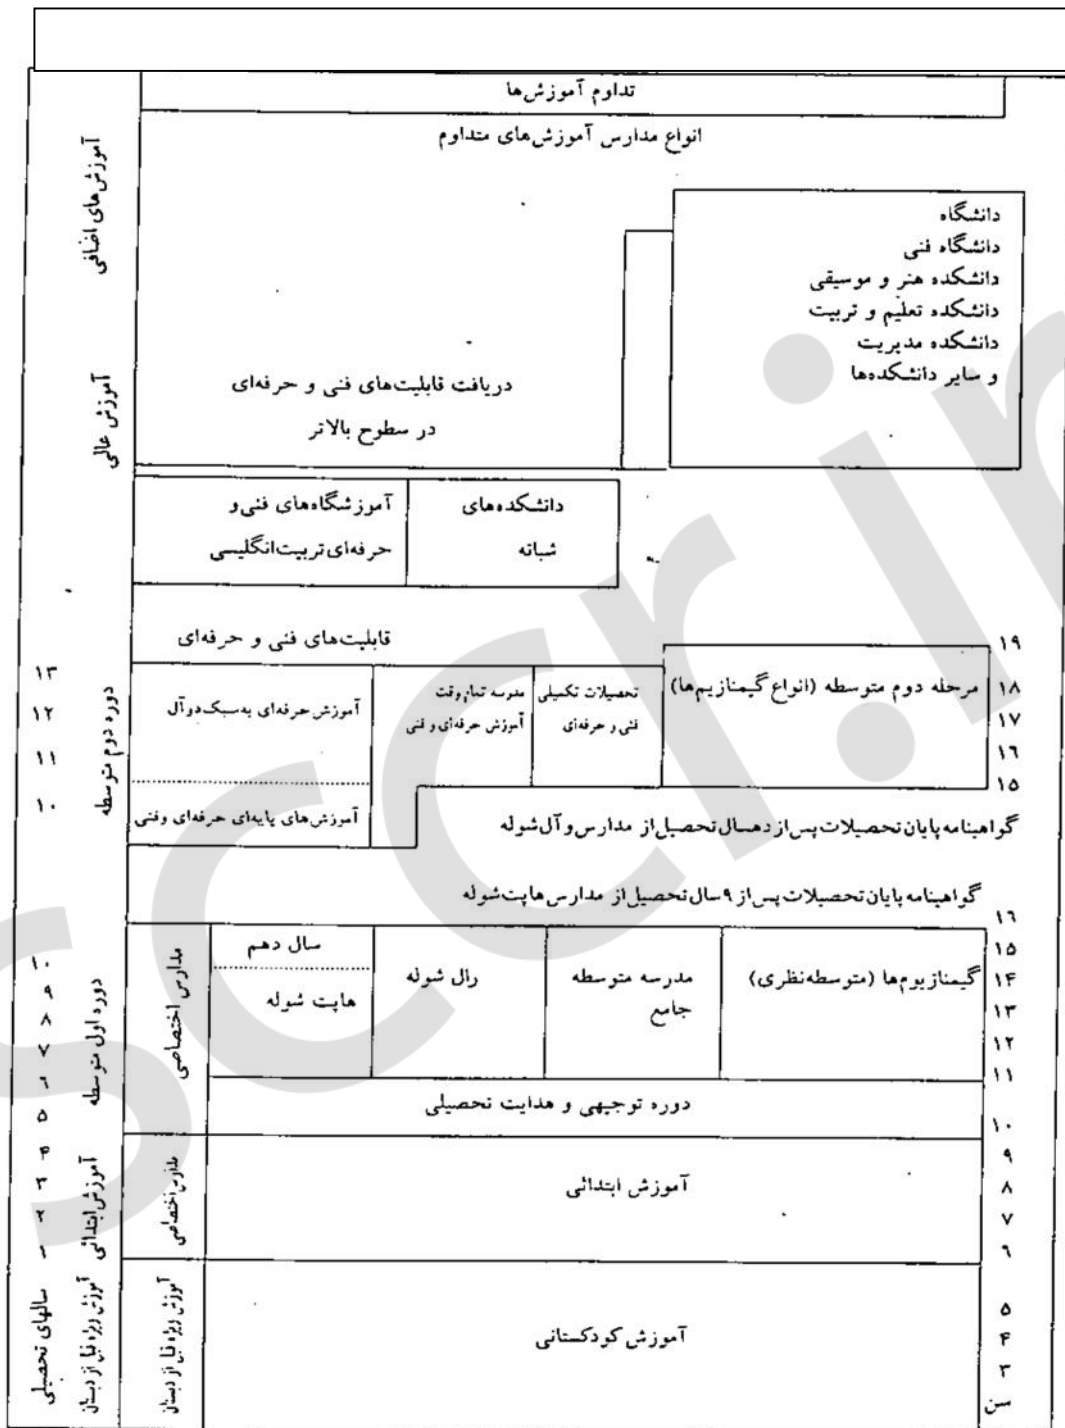 تداوم آموزش‌ها
انواع مدارس آموزش‌های متداوم
آموزش‌های اضافی
دانشگاه
دانشگاه فنی
دانشکده هنر و موسیقی
دانشکده تعلیم و تربیت
دانشکده مدیریت
و سایر دانشکده‌ها
دریافت قابلیت‌های فنی و حرفه‌ای
در سطوح بالاتر
آموزش عالی
دانشکده‌های
شبانه
آموزشگاه‌های فنی و
حرفه‌ای تربیت انگلیسی
قابلیت‌های فنی و حرفه‌ای
۱۹
۱۸
۱۷
۱۶
۱۵
مرحله دوم متوسطه (انواع گیمنازیم‌ها)
تحصیلات تکمیلی
فنی و حرفه‌ای
مدرسه تمام وقت
آموزش حرفه‌ای و فنی
آموزش حرفه‌ای به سبک دوآل
آموزش‌های پایه‌ای حرفه‌ای و فنی
دوره دوم متوسطه
۱۳
۱۲
۱۱
۱۰
گواهینامه پایان تحصیلات پس از ده سال تحصیل از مدارس و آل شوله
گواهینامه پایان تحصیلات پس از ۹ سال تحصیل از مدارس هاپت شوله
۱۶
۱۵
۱۴
۱۳
۱۲
۱۱
۱۰
گیمنازیوم‌ها (متوسطه نظری)
مدرسه متوسطه
جامع
رال شوله
سال دهم
هاپت شوله
مدارس اختصاصی
دوره اول متوسطه
۱۰
۹
۸
۷
۶
۵
دوره توجیهی و هدایت تحصیلی
۹
۸
۷
۶
آموزش ابتدائی
مدارس اختصاصی
آموزش ابتدائی
۴
۳
۲
۱
۵
۴
۳
سن
آموزش کودکستانی
آموزش ویژه قبل از دبستان
آموزش ویژه قبل از دبستان
سالهای تحصیلی
sccr.ir